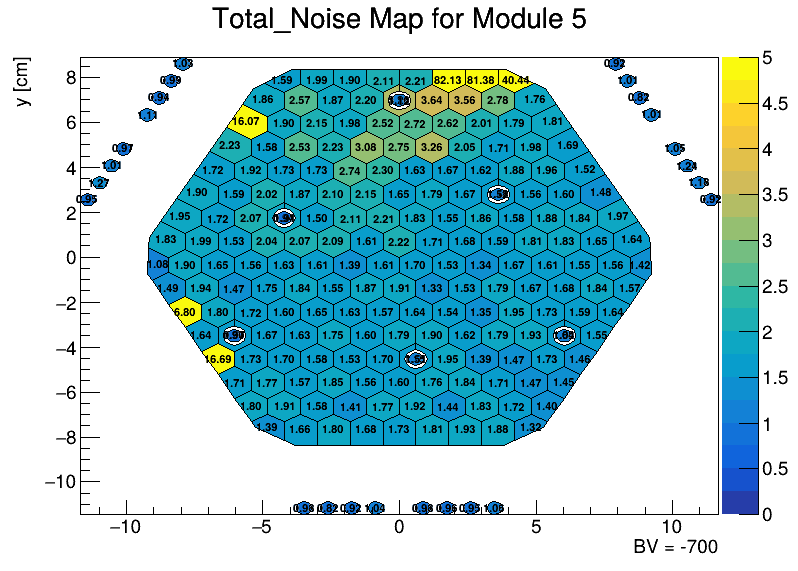 Total_Noise Map for Module 5
y [cm]
1.03 0.92
0.99 1.01
0.94 0.82
1.11 1.01
0.97 1.05
1.01 1.24
1.27 1.18
0.95 0.92
1.59 1.99 1.90 2.11 2.21 82.13 81.38 40.44
1.86 2.57 1.87 2.20 3.64 3.56 2.78 1.76
16.07 1.90 2.15 1.98 2.52 2.72 2.62 2.01 1.79 1.81
2.23 1.58 2.53 2.23 3.08 2.75 3.26 2.05 1.71 1.98 1.69
1.72 1.92 1.73 1.73 2.74 2.30 1.63 1.67 1.62 1.88 1.96 1.52
1.90 1.59 2.02 1.87 2.10 2.15 1.65 1.79 1.67 1.67 1.60 1.48
1.95 1.72 2.07 1.50 2.11 2.21 1.83 1.55 1.86 1.58 1.88 1.84 1.97
1.83 1.99 1.53 2.04 2.07 2.09 1.61 2.22 1.71 1.68 1.59 1.81 1.83 1.65 1.64
1.08 1.90 1.65 1.56 1.63 1.61 1.39 1.61 1.70 1.53 1.34 1.67 1.61 1.55 1.56 1.42
1.49 1.94 1.47 1.75 1.84 1.53 1.57 1.91 1.33 1.53 1.79 1.67 1.68 1.84 1.57
6.80 1.80 1.72 1.60 1.65 1.63 1.67 1.54 1.64 1.35 1.95 1.73 1.59 1.56
1.64 1.67 1.63 1.75 1.60 1.79 1.90 1.62 1.79 1.93 1.55
16.69 1.73 1.70 1.58 1.53 1.70 1.95 1.39 1.47 1.73 1.46
1.71 1.77 1.57 1.85 1.56 1.60 1.76 1.84 1.71 1.47 1.45
1.80 1.91 1.58 1.41 1.77 1.92 1.44 1.83 1.72 1.40
1.39 1.66 1.80 1.68 1.73 1.81 1.93 1.88 1.32
0.82 0.92 1.04 0.98 0.96 0.95 1.05
8
6
4
2
0
−2
−4
−6
−8
−10
−10 −5 0 5 10
BV = -700
5
4.5
4
3.5
3
2.5
2
1.5
1
0.5
0